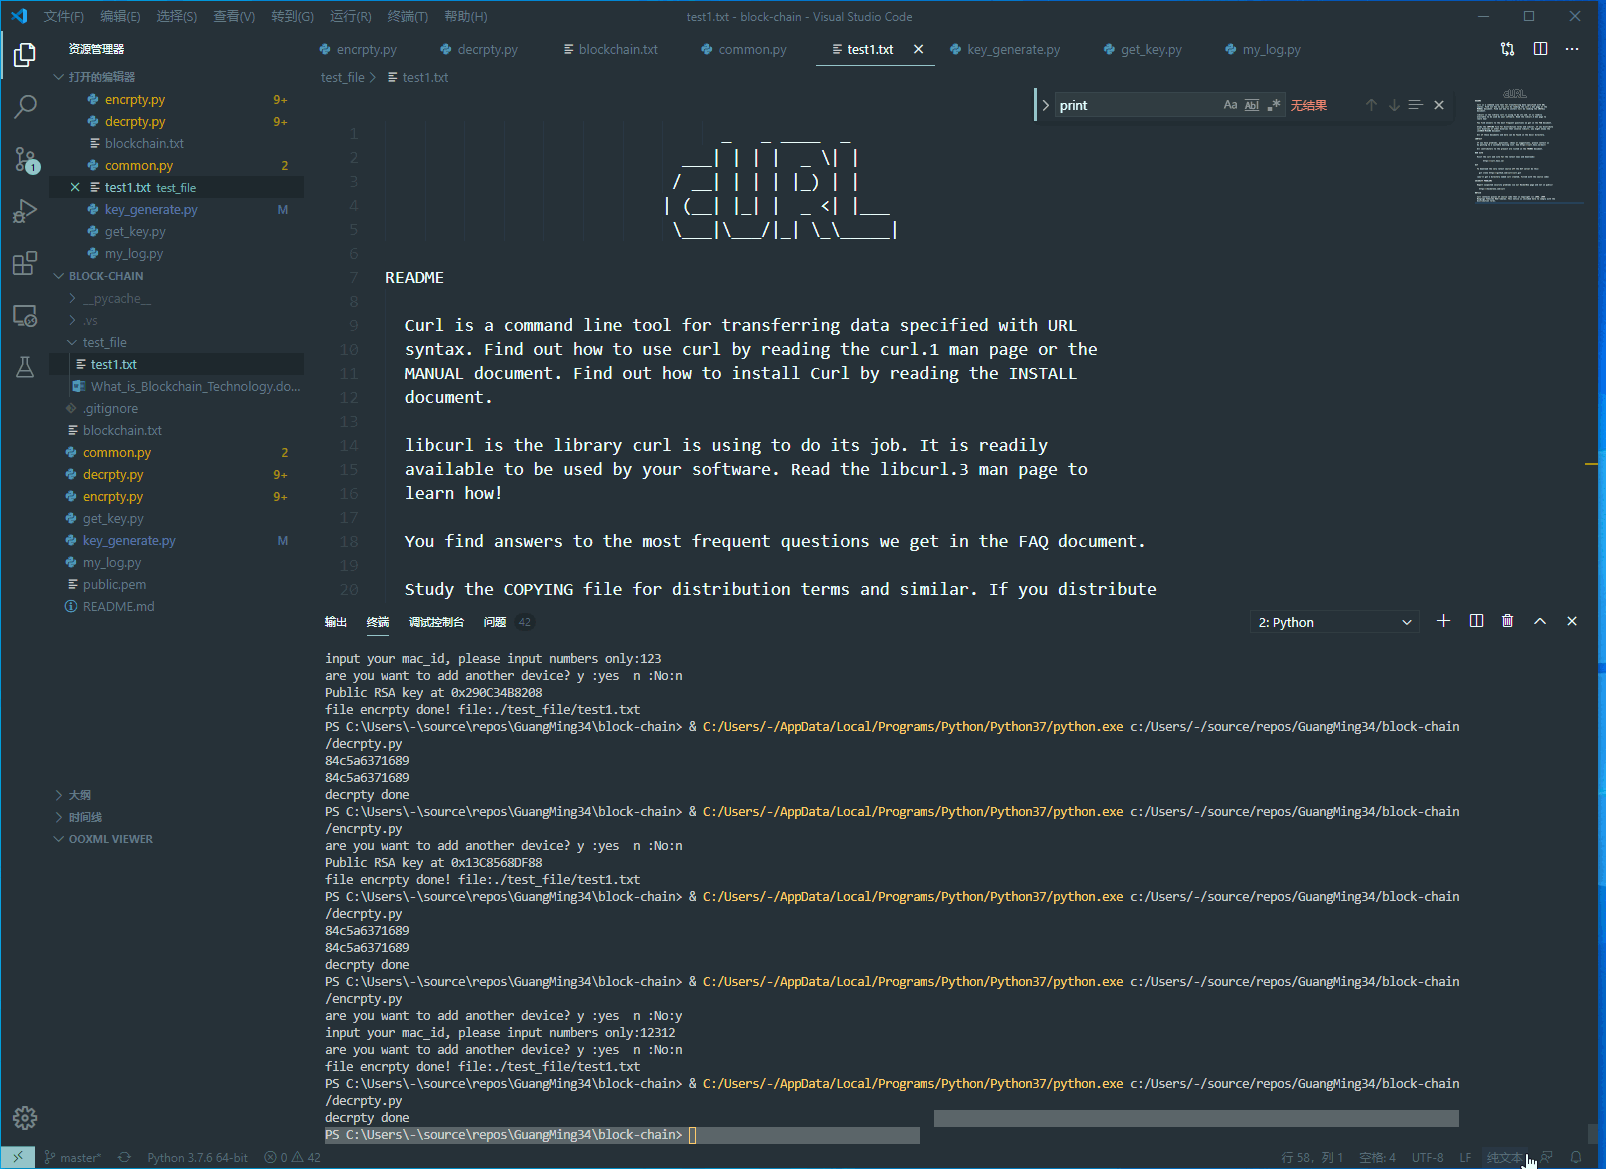 文件(F) 编辑(E) 选择(S) 查看(V) 转到(G) 运行(R) 终端(T) 帮助(H) test1.txt - block-chain - Visual Studio Code
资源管理器
打开的编辑器
encrpty.py 9+
decrpty.py 9+
blockchain.txt
common.py 2
test1.txt test_file
key_generate.py M
get_key.py
my_log.py
BLOCK-CHAIN
__pycache__
.vs
test_file
test1.txt
What_is_Blockchain_Technology.do...
.gitignore
blockchain.txt
common.py 2
decrpty.py 9+
encrpty.py 9+
get_key.py
key_generate.py M
my_log.py
public.pem
README.md
大纲
时间线
OOXML VIEWER
encrpty.py decrpty.py blockchain.txt common.py test1.txt key_generate.py get_key.py my_log.py
test_file > test1.txt
print Aa Abl .* 无结果
1 _   _ ____  _
2 ___| | | |  _ \| |
3 / __| | | | |_) | |
4 | (__| |_| |  _ <| |___
5 \___|\___/|_| \_\_____|
6
7 README
8
9 Curl is a command line tool for transferring data specified with URL
10 syntax. Find out how to use curl by reading the curl.1 man page or the
11 MANUAL document. Find out how to install Curl by reading the INSTALL
12 document.
13
14 libcurl is the library curl is using to do its job. It is readily
15 available to be used by your software. Read the libcurl.3 man page to
16 learn how!
17
18 You find answers to the most frequent questions we get in the FAQ document.
19
20 Study the COPYING file for distribution terms and similar. If you distribute
输出 终端 调试控制台 问题 42 2: Python
input your mac_id, please input numbers only:123
are you want to add another device? y :yes  n :No:n
Public RSA key at 0x290C34B8208
file encrpty done! file:./test_file/test1.txt
PS C:\Users\-\source\repos\GuangMing34\block-chain> & C:/Users/-/AppData/Local/Programs/Python/Python37/python.exe c:/Users/-/source/repos/GuangMing34/block-chain
/decrpty.py
84c5a6371689
84c5a6371689
decrpty done
PS C:\Users\-\source\repos\GuangMing34\block-chain> & C:/Users/-/AppData/Local/Programs/Python/Python37/python.exe c:/Users/-/source/repos/GuangMing34/block-chain
/encrpty.py
are you want to add another device? y :yes  n :No:n
Public RSA key at 0x13C8568DF88
file encrpty done! file:./test_file/test1.txt
PS C:\Users\-\source\repos\GuangMing34\block-chain> & C:/Users/-/AppData/Local/Programs/Python/Python37/python.exe c:/Users/-/source/repos/GuangMing34/block-chain
/decrpty.py
84c5a6371689
84c5a6371689
decrpty done
PS C:\Users\-\source\repos\GuangMing34\block-chain> & C:/Users/-/AppData/Local/Programs/Python/Python37/python.exe c:/Users/-/source/repos/GuangMing34/block-chain
/encrpty.py
are you want to add another device? y :yes  n :No:y
input your mac_id, please input numbers only:12312
are you want to add another device? y :yes  n :No:n
file encrpty done! file:./test_file/test1.txt
PS C:\Users\-\source\repos\GuangMing34\block-chain> & C:/Users/-/AppData/Local/Programs/Python/Python37/python.exe c:/Users/-/source/repos/GuangMing34/block-chain
/decrpty.py
decrpty done
PS C:\Users\-\source\repos\GuangMing34\block-chain>
master* Python 3.7.6 64-bit 0 42 行 58，列 1 空格: 4 UTF-8 LF 纯文本
1